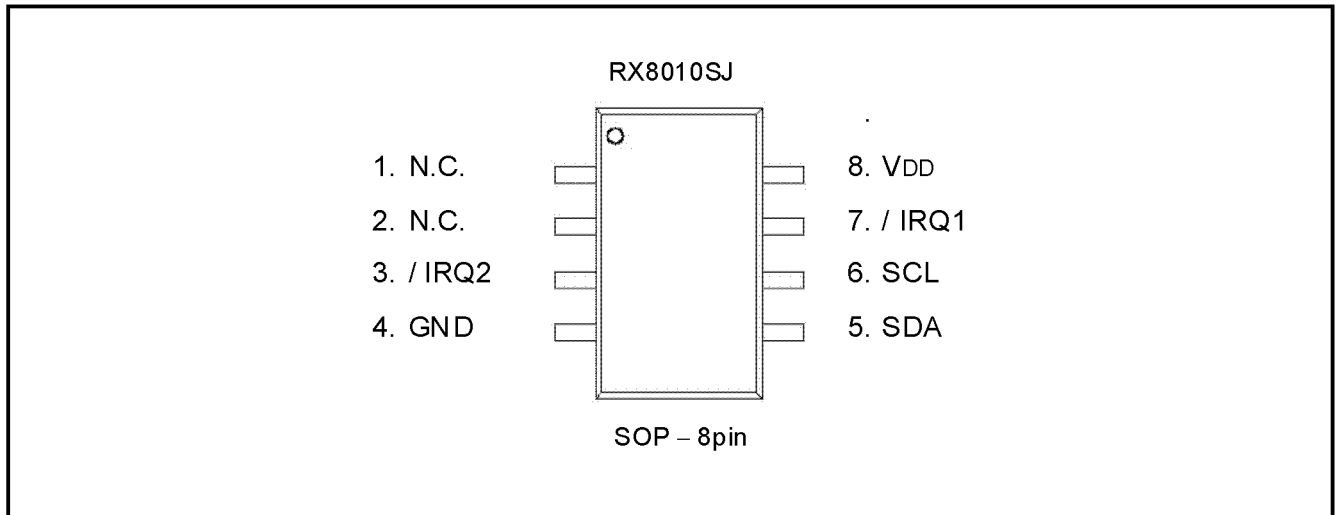 RX8010SJ
1. N.C.
2. N.C.
3. / IRQ2
4. GND
8. VDD
7. / IRQ1
6. SCL
5. SDA
SOP – 8pin